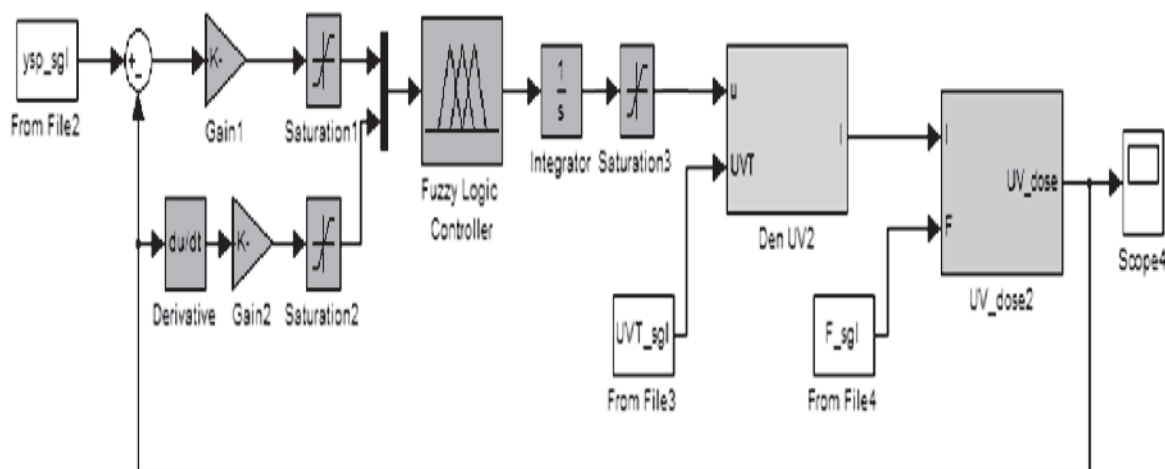 ysp_sgl
From File2
+
-
K-
Gain1
Saturation1
du/dt
Derivative
K-
Gain2
Saturation2
Fuzzy Logic
Controller
1
s
Integrator
Saturation3
u
UVT
I
Den UV2
UVT_sgl
From File3
F_sgl
From File4
I
F
UV_dose
UV_dose2
Scope4